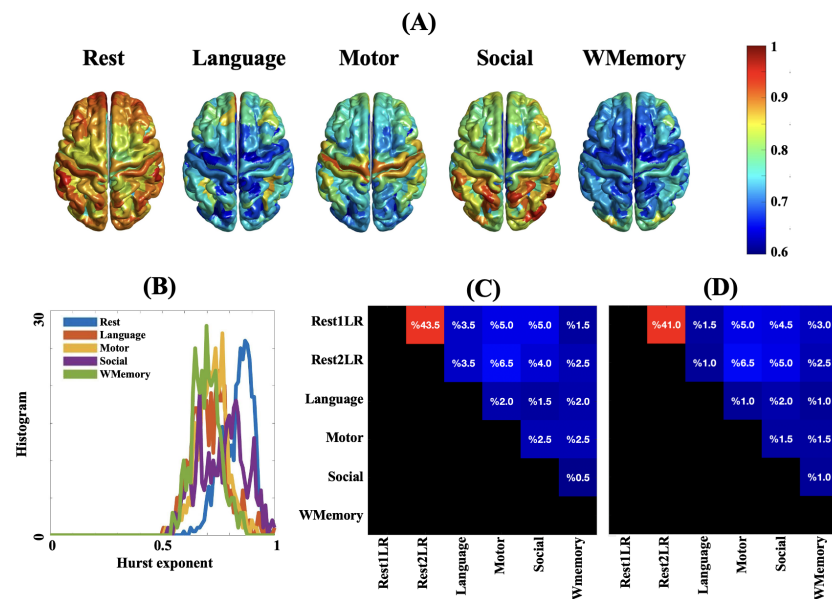 (A)
Rest Language Motor Social WMemory
1
0.9
0.8
0.7
0.6
(B)
30
Rest
Language
Motor
Social
WMemory
Histogram
0
0 0.5 1
Hurst exponent
(C)
Rest1LR %43.5 %3.5 %5.0 %5.0 %1.5
Rest2LR %3.5 %6.5 %4.0 %2.5
Language %2.0 %1.5 %2.0
Motor %2.5 %2.5
Social %0.5
WMemory
Rest1LR Rest2LR Language Motor Social Wmemory
(D)
%41.0 %1.5 %5.0 %4.5 %3.0
%1.0 %6.5 %5.0 %2.5
%1.0 %2.0 %1.0
%1.5 %1.5
%1.0
Rest1LR Rest2LR Language Motor Social WMemory